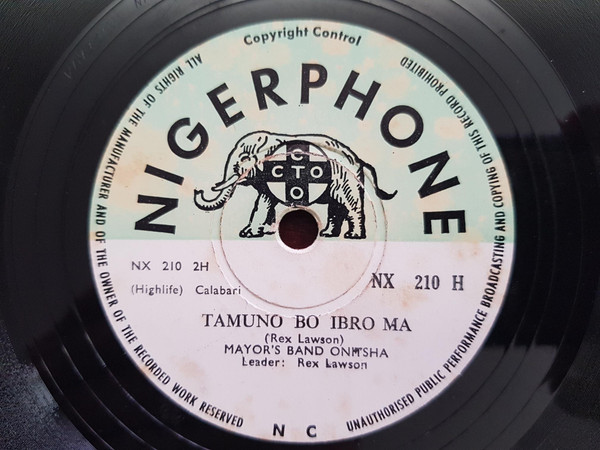 Copyright Control
ALL RIGHTS OF THE MANUFACTURER AND OF THE OWNER OF THE RECORDED WORK RESERVED
UNAUTHORISED PUBLIC PERFORMANCE BROADCASTING AND COPYING OF THIS RECORD PROHIBITED
NIGERPHONE
C
CTO
O
NX 210 2H
NX 210 H
(Highlife) Calabari
TAMUNO BO IBRO MA
(Rex Lawson)
MAYOR'S BAND ONITSHA
Leader: Rex Lawson
N C